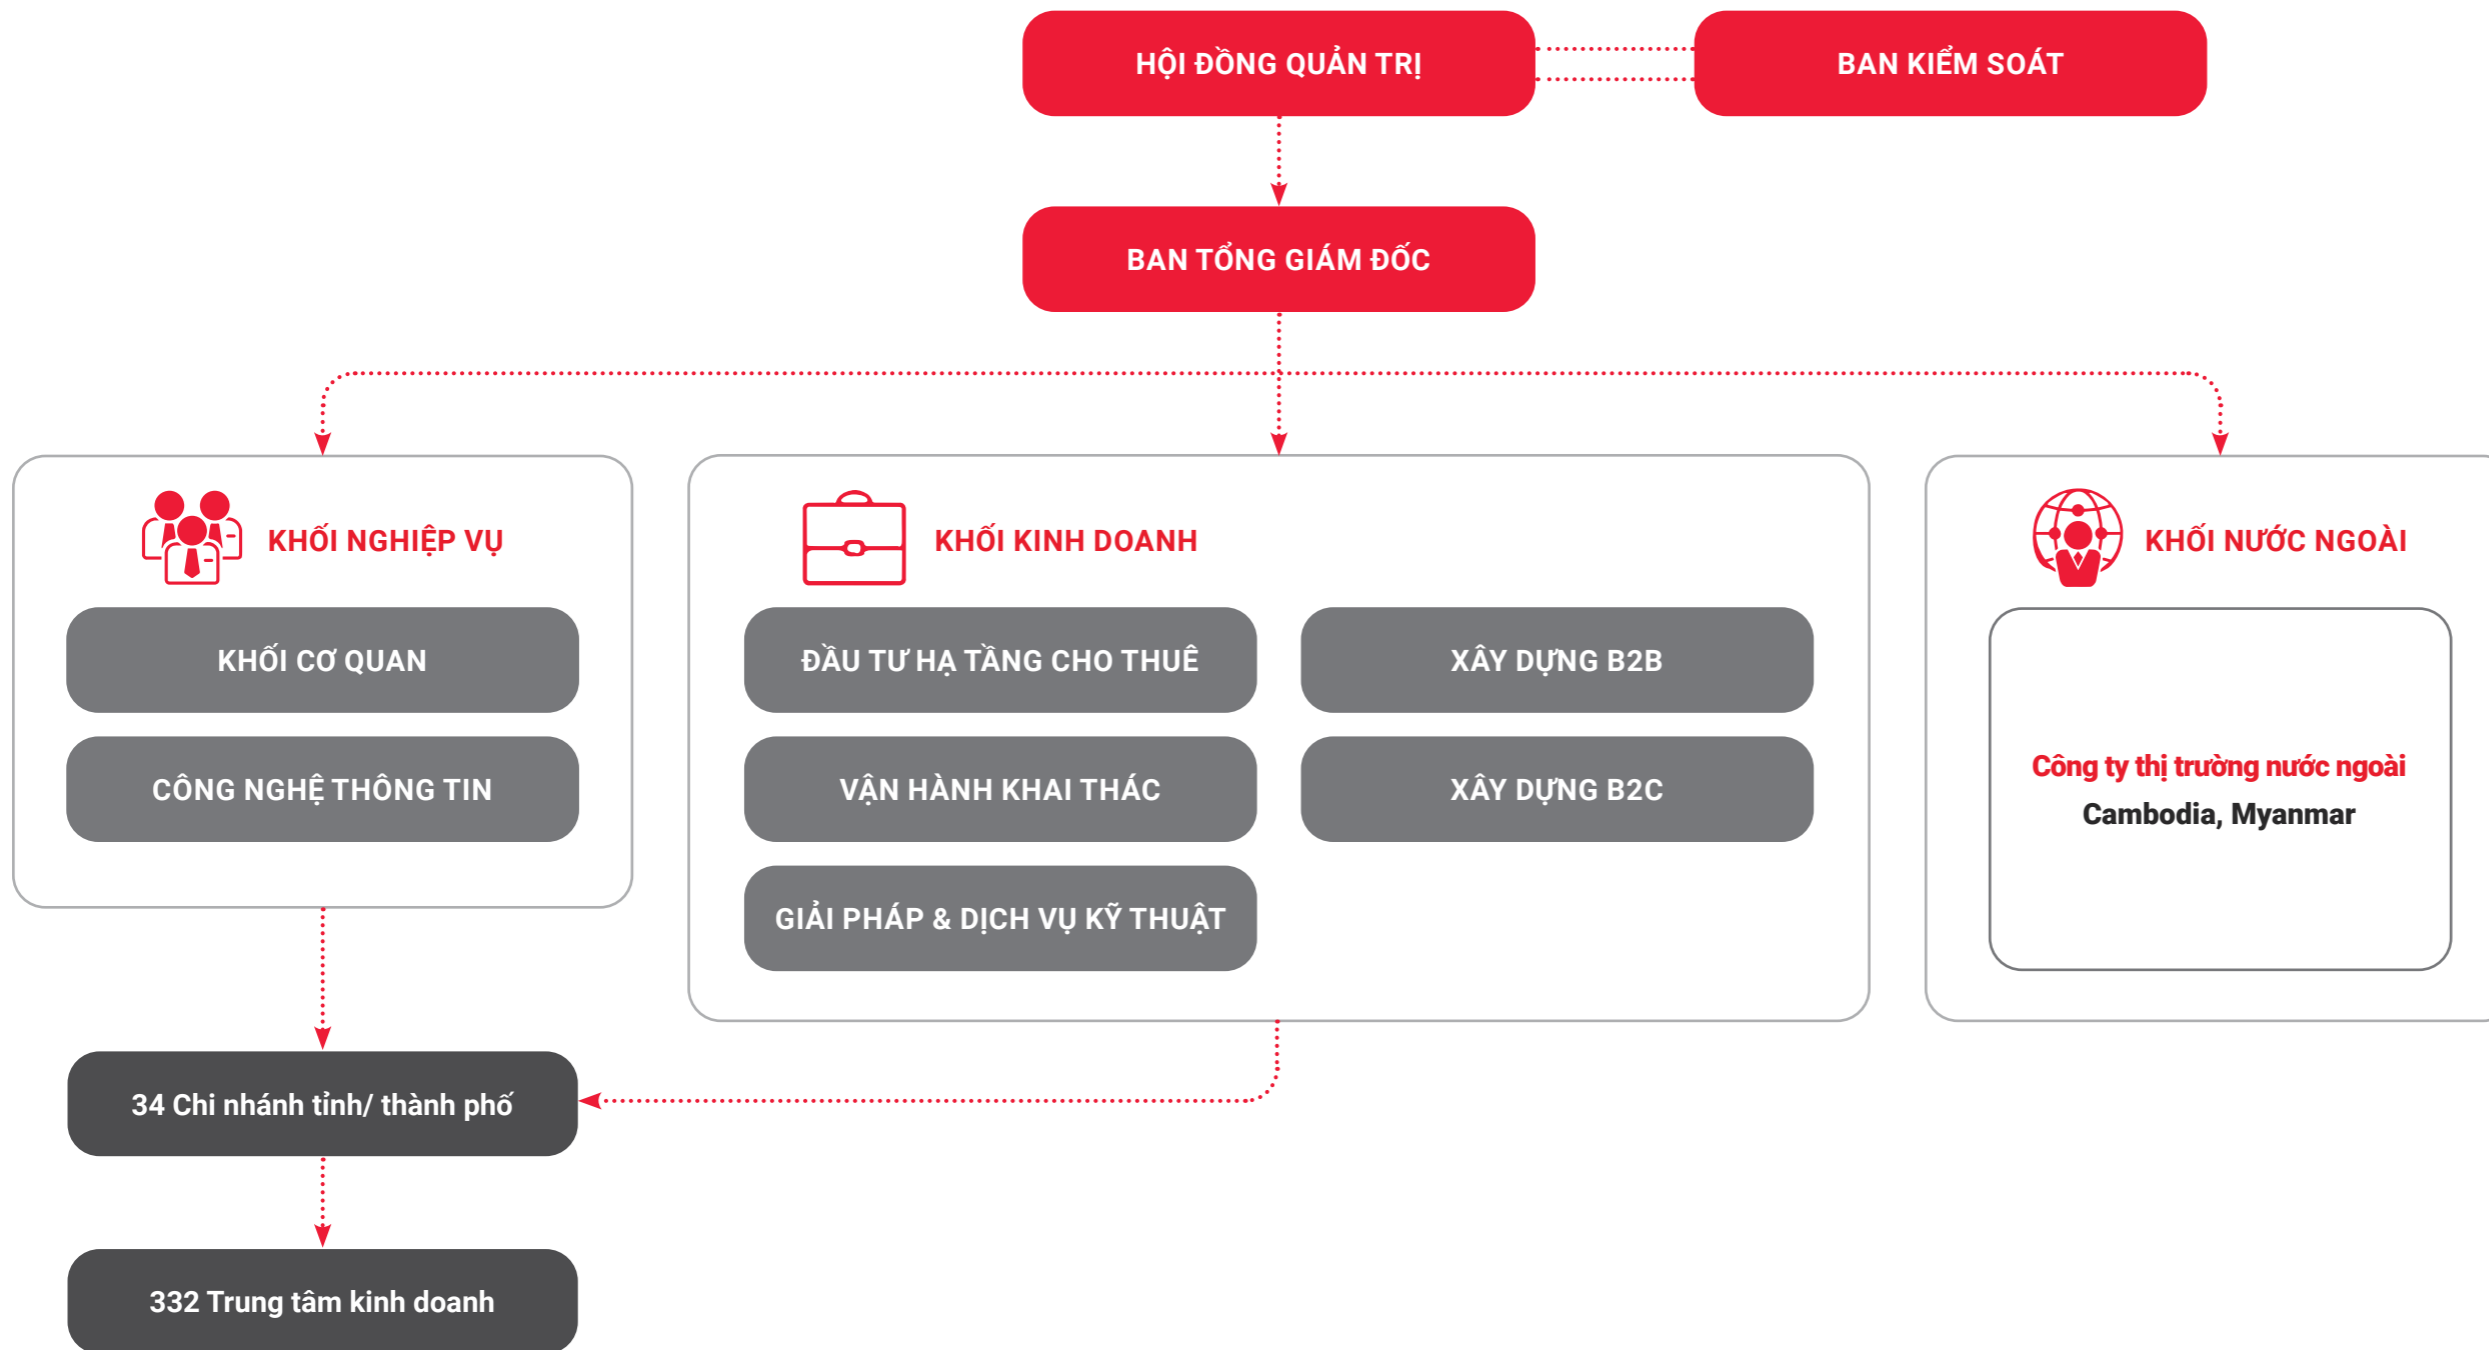 HỘI ĐỒNG QUẢN TRỊ
BAN KIỂM SOÁT
BAN TỔNG GIÁM ĐỐC
KHỐI NGHIỆP VỤ
KHỐI CƠ QUAN
CÔNG NGHỆ THÔNG TIN
KHỐI KINH DOANH
ĐẦU TƯ HẠ TẦNG CHO THUÊ
XÂY DỰNG B2B
VẬN HÀNH KHAI THÁC
XÂY DỰNG B2C
GIẢI PHÁP & DỊCH VỤ KỸ THUẬT
KHỐI NƯỚC NGOÀI
Công ty thị trường nước ngoài
Cambodia, Myanmar
34 Chi nhánh tỉnh/ thành phố
332 Trung tâm kinh doanh